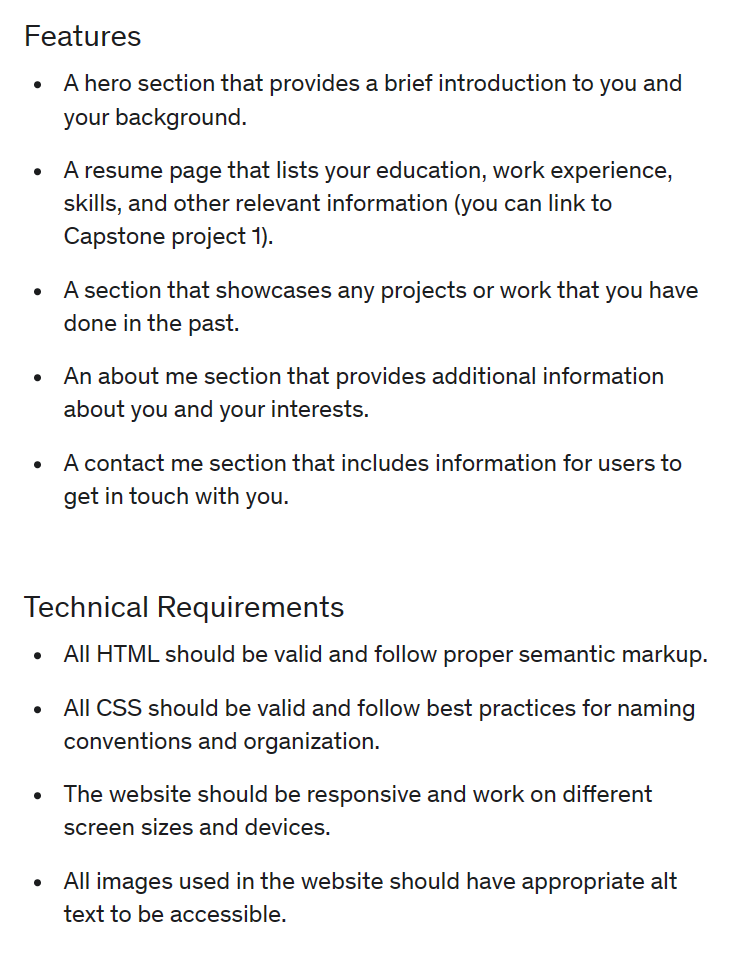 Features
• A hero section that provides a brief introduction to you and
your background.
• A resume page that lists your education, work experience,
skills, and other relevant information (you can link to
Capstone project 1).
• A section that showcases any projects or work that you have
done in the past.
• An about me section that provides additional information
about you and your interests.
• A contact me section that includes information for users to
get in touch with you.
Technical Requirements
• All HTML should be valid and follow proper semantic markup.
• All CSS should be valid and follow best practices for naming
conventions and organization.
• The website should be responsive and work on different
screen sizes and devices.
• All images used in the website should have appropriate alt
text to be accessible.